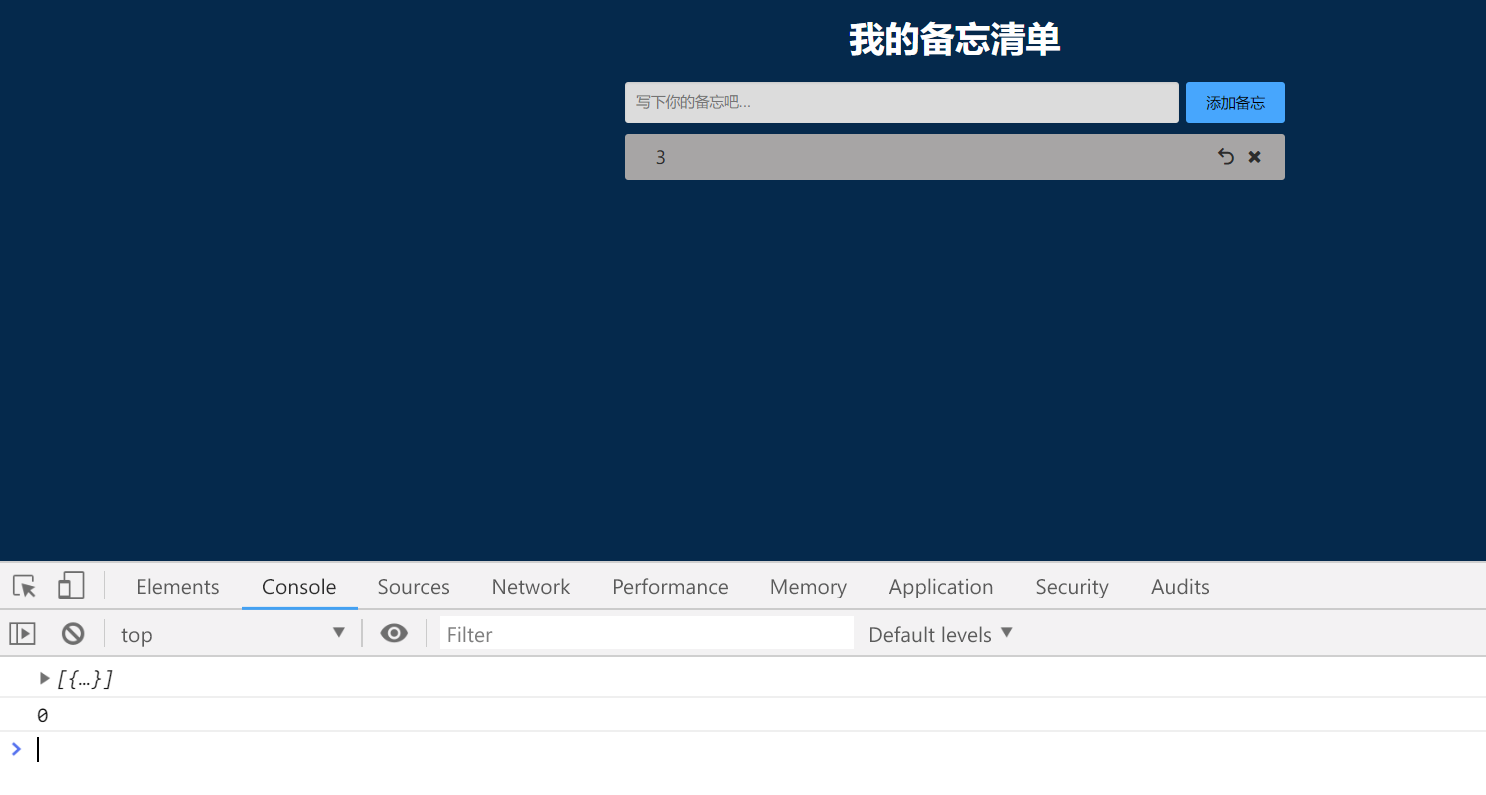 我的备忘清单
写下你的备忘吧... 添加备忘
3
Elements Console Sources Network Performance Memory Application Security Audits
top Filter Default levels
[{…}]
0